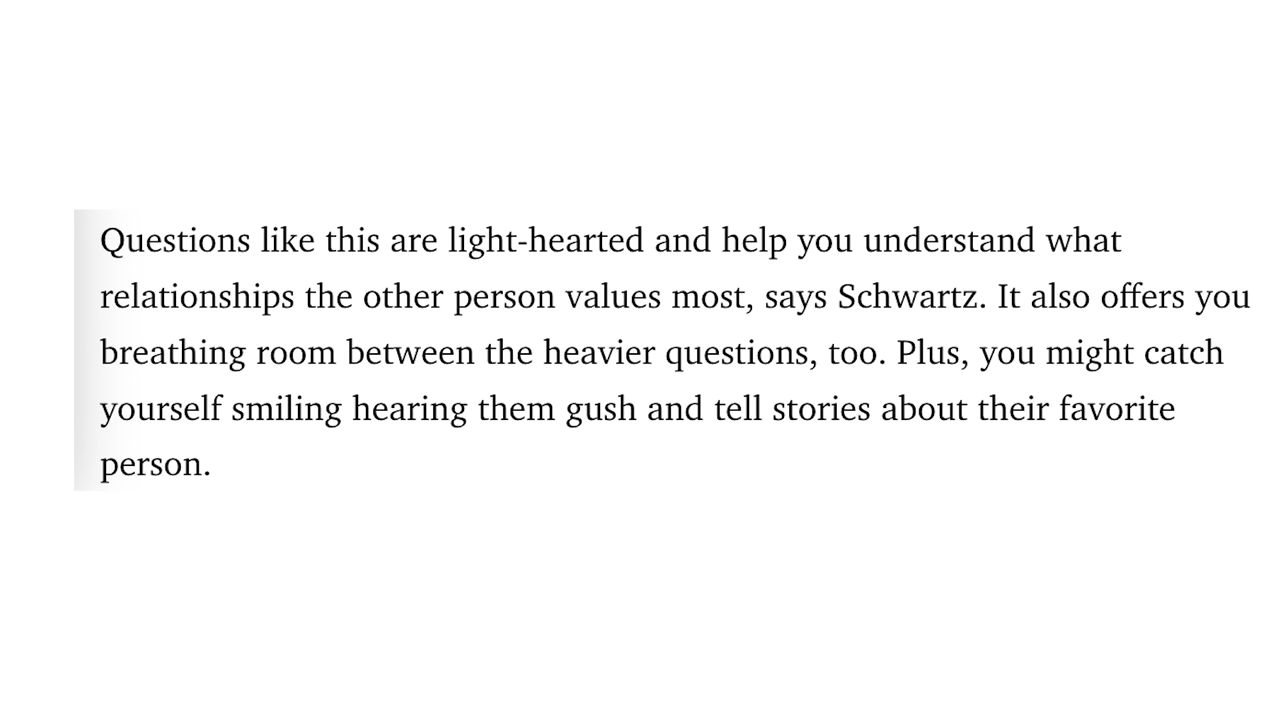 Questions like this are light-hearted and help you understand what
relationships the other person values most, says Schwartz. It also offers you
breathing room between the heavier questions, too. Plus, you might catch
yourself smiling hearing them gush and tell stories about their favorite
person.